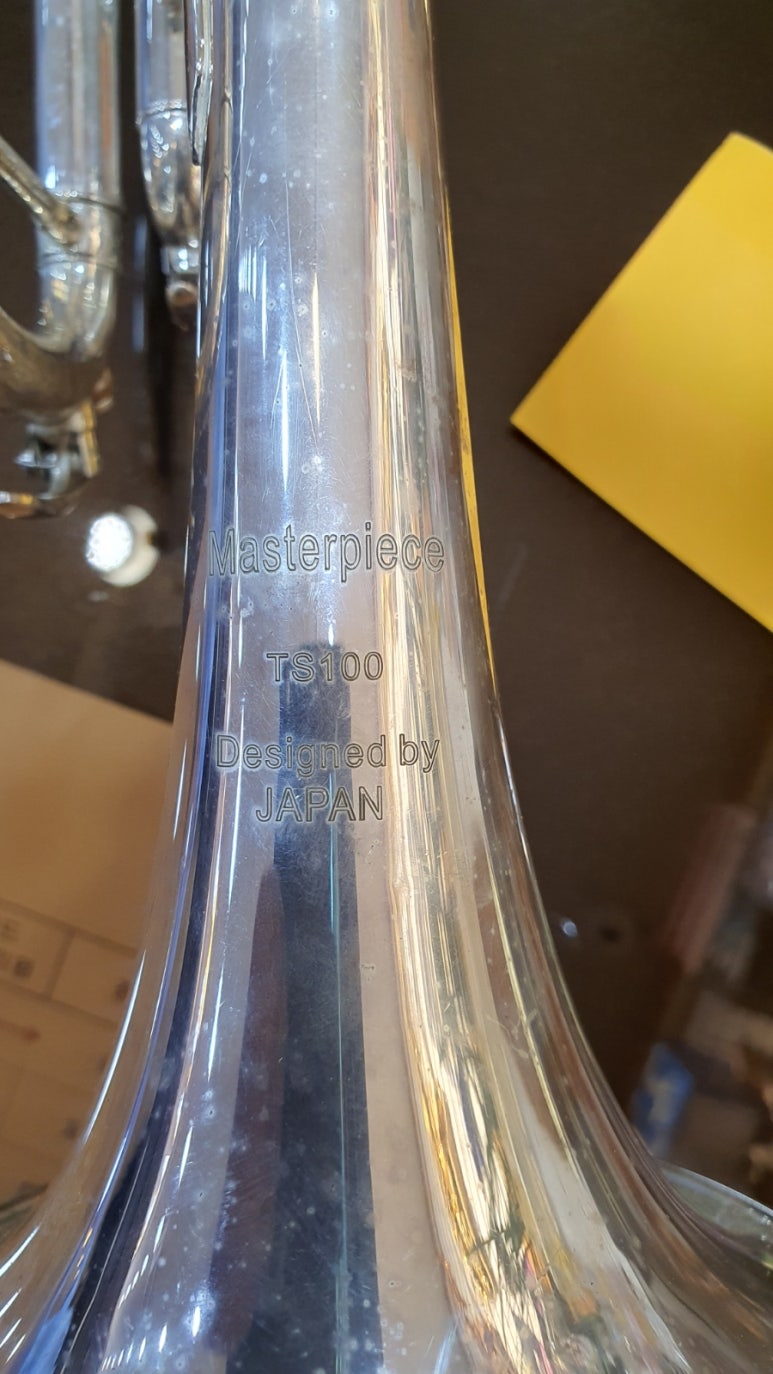 Masterpiece
TS100
Designed by
JAPAN